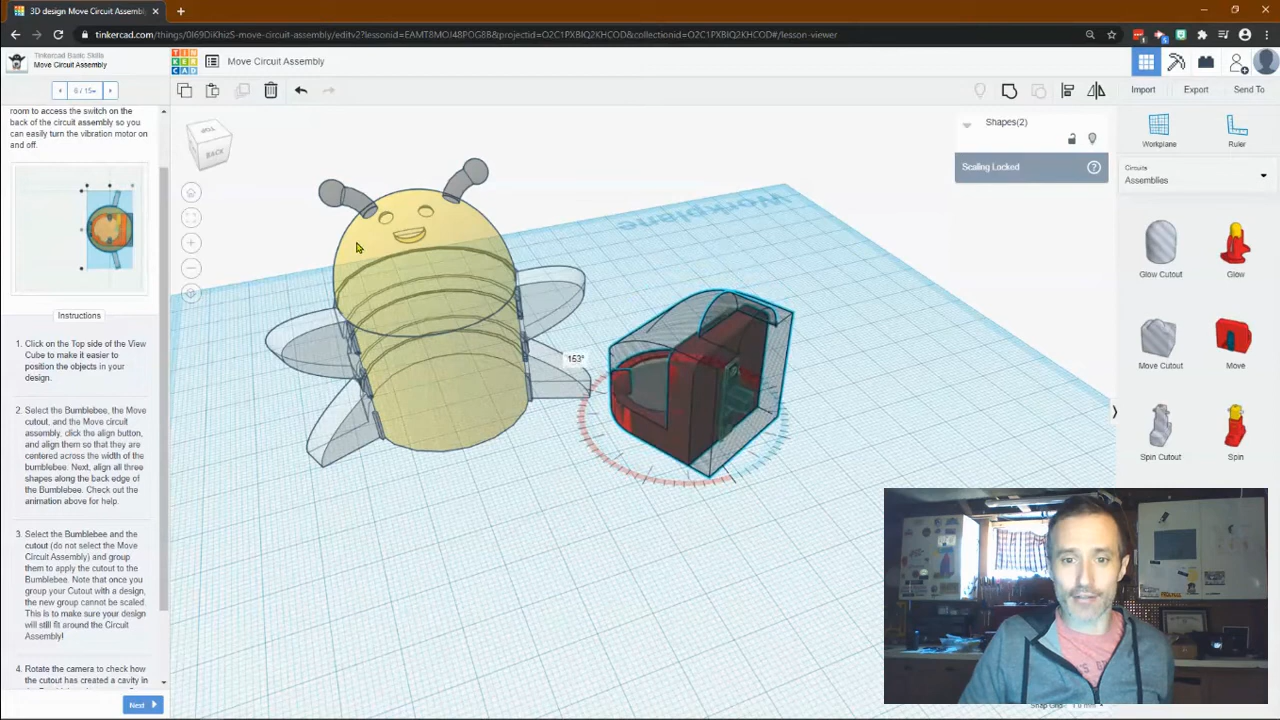 3D design Move Circuit Assembly
tinkercad.com/things/0I69DiKhizS-move-circuit-assembly/editv2?lessonid=EAMT8MJ48POG8B&projectid=O2C1PXBIQ2KHCOD&collectionid=O2C1PXBIQ2KHCOD#/lesson-viewer
Tinkercad Basic Skills
Move Circuit Assembly
TINKERCAD
Move Circuit Assembly
Import
Export
Send To
room to access the switch on the
back of the circuit assembly so you
can easily turn the vibration motor on
and off.
Instructions
1. Click on the Top side of the View
Cube to make it easier to
position the objects in your
design.
2. Select the Bumblebee, the Move
cutout, and the Move circuit
assembly, click the align button,
and align them so that they are
centered across the width of the
bumblebee. Next, align all three
shapes along the back edge of
the Bumblebee. Check out the
animation above for help.
3. Select the Bumblebee and the
cutout (do not select the Move
Circuit Assembly) and group
them to apply the cutout to the
Bumblebee. Note that once you
group your Cutout with a design,
the new group cannot be scaled.
This is to make sure your design
will still fit around the Circuit
Assembly!
4. Rotate the camera to check how
the cutout has created a cavity in
Next
TOP
BACK
Workplane
153°
Shapes(2)
Scaling Locked
?
Workplane
Ruler
Circuits
Assemblies
Glow Cutout
Glow
Move Cutout
Move
Spin Cutout
Spin
Snap Grid